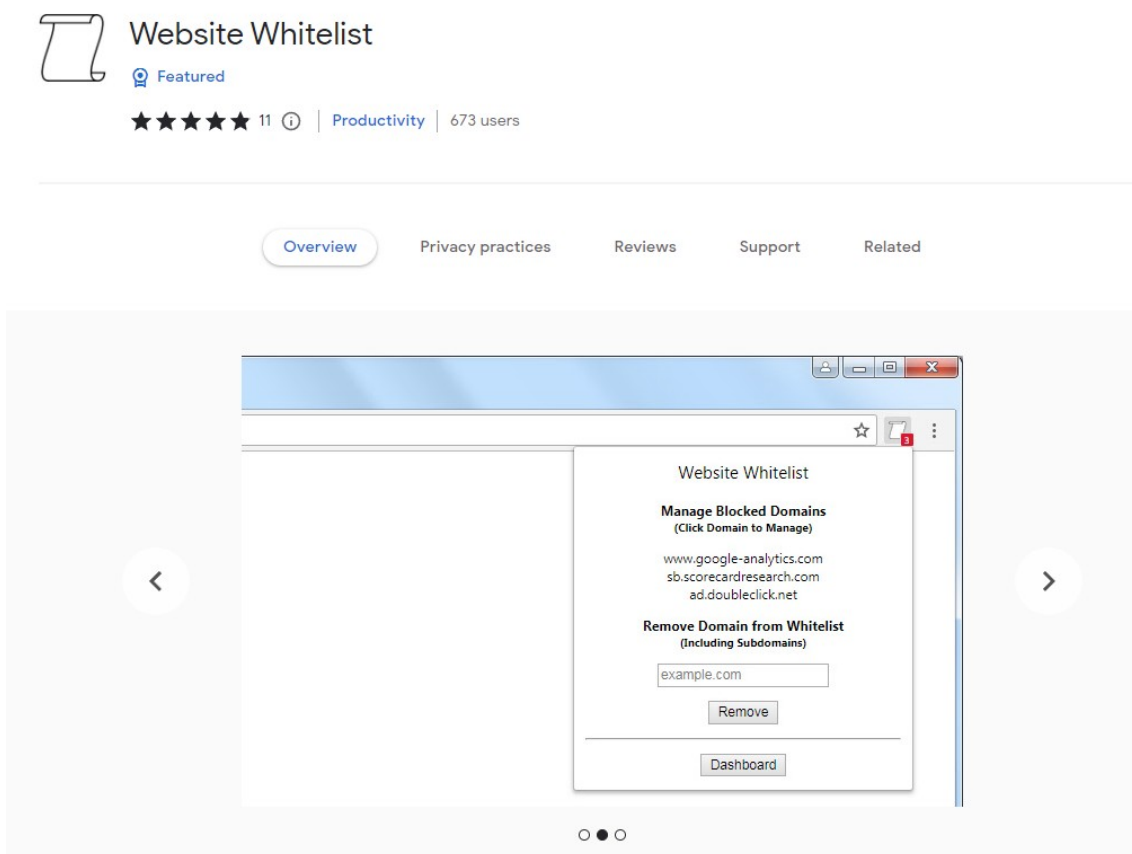 Website Whitelist
Featured
11 Productivity 673 users
Overview Privacy practices Reviews Support Related
3
Website Whitelist
Manage Blocked Domains
(Click Domain to Manage)
www.google-analytics.com
sb.scorecardresearch.com
ad.doubleclick.net
Remove Domain from Whitelist
(Including Subdomains)
example.com
Remove
Dashboard